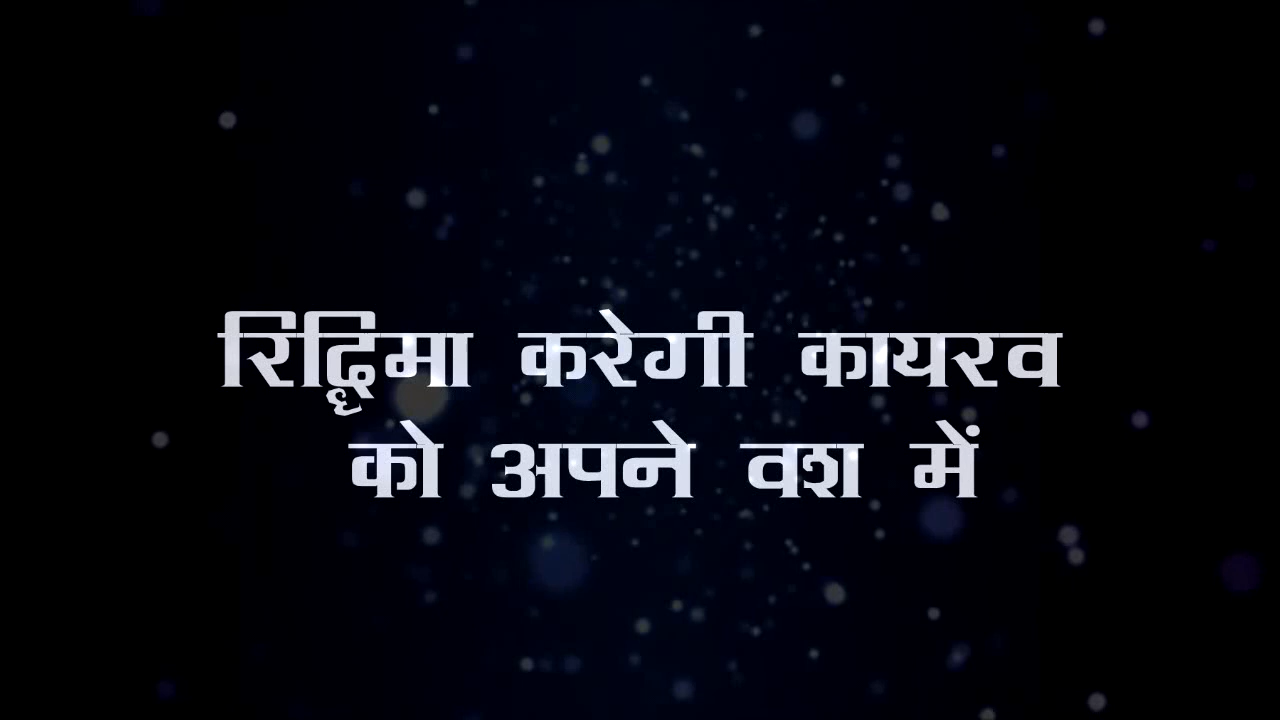 रिद्धिमा करेगी कायरव
को अपने वश में